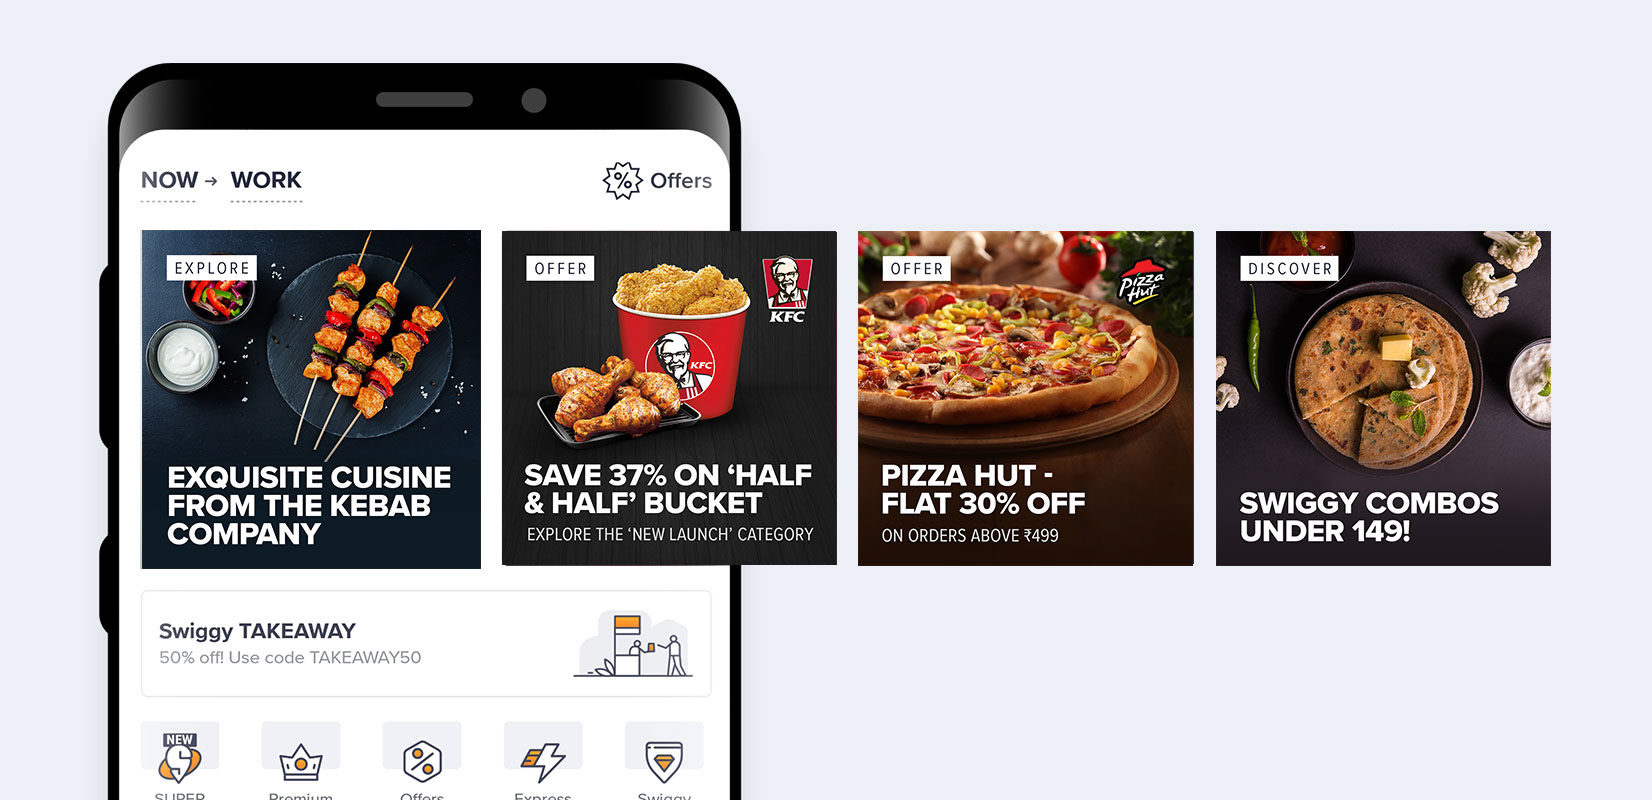 NOW → WORK
Offers
EXPLORE
EXQUISITE CUISINE
FROM THE KEBAB
COMPANY
OFFER
KFC
KFC
SAVE 37% ON ‘HALF
& HALF’ BUCKET
EXPLORE THE ‘NEW LAUNCH’ CATEGORY
OFFER
Pizza
Hut
PIZZA HUT -
FLAT 30% OFF
ON ORDERS ABOVE ₹499
DISCOVER
SWIGGY COMBOS
UNDER 149!
Swiggy TAKEAWAY
50% off! Use code TAKEAWAY50
NEW
SUPER
Premium
Offers
Express
Swiggy